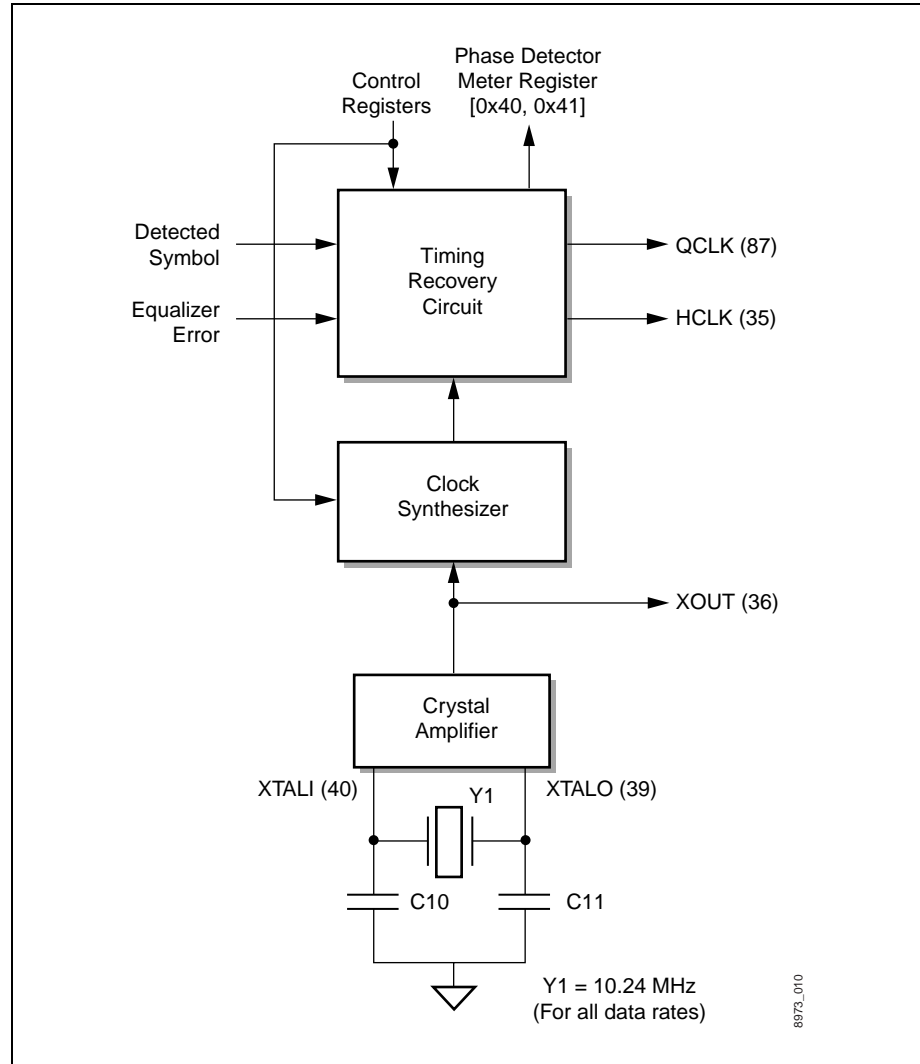 Phase Detector
Meter Register
[0x40, 0x41]
Control
Registers
Detected
Symbol
Timing
Recovery
Circuit
QCLK (87)
Equalizer
Error
HCLK (35)
Clock
Synthesizer
XOUT (36)
Crystal
Amplifier
XTALI (40)
Y1
XTALO (39)
C10
C11
Y1 = 10.24 MHz
(For all data rates)
8973_010